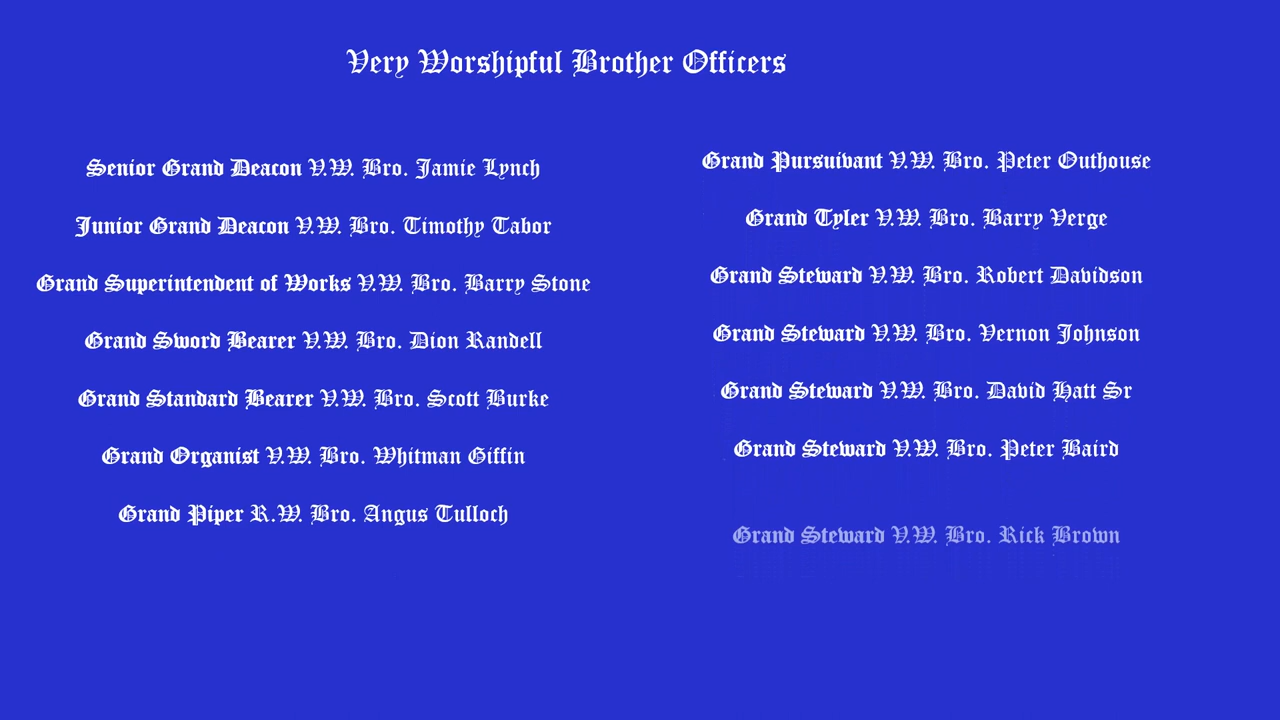 Very Worshipful Brother Officers
Senior Grand Deacon V.W. Bro. Jamie Lynch
Junior Grand Deacon V.W. Bro. Timothy Tabor
Grand Superintendent of Works V.W. Bro. Barry Stone
Grand Sword Bearer V.W. Bro. Dion Randell
Grand Standard Bearer V.W. Bro. Scott Burke
Grand Organist V.W. Bro. Whitman Giffin
Grand Piper R.W. Bro. Angus Tulloch
Grand Pursuivant V.W. Bro. Peter Outhouse
Grand Tyler V.W. Bro. Barry Verge
Grand Steward V.W. Bro. Robert Davidson
Grand Steward V.W. Bro. Vernon Johnson
Grand Steward V.W. Bro. David Hatt Sr
Grand Steward V.W. Bro. Peter Baird
Grand Steward V.W. Bro. Rick Brown